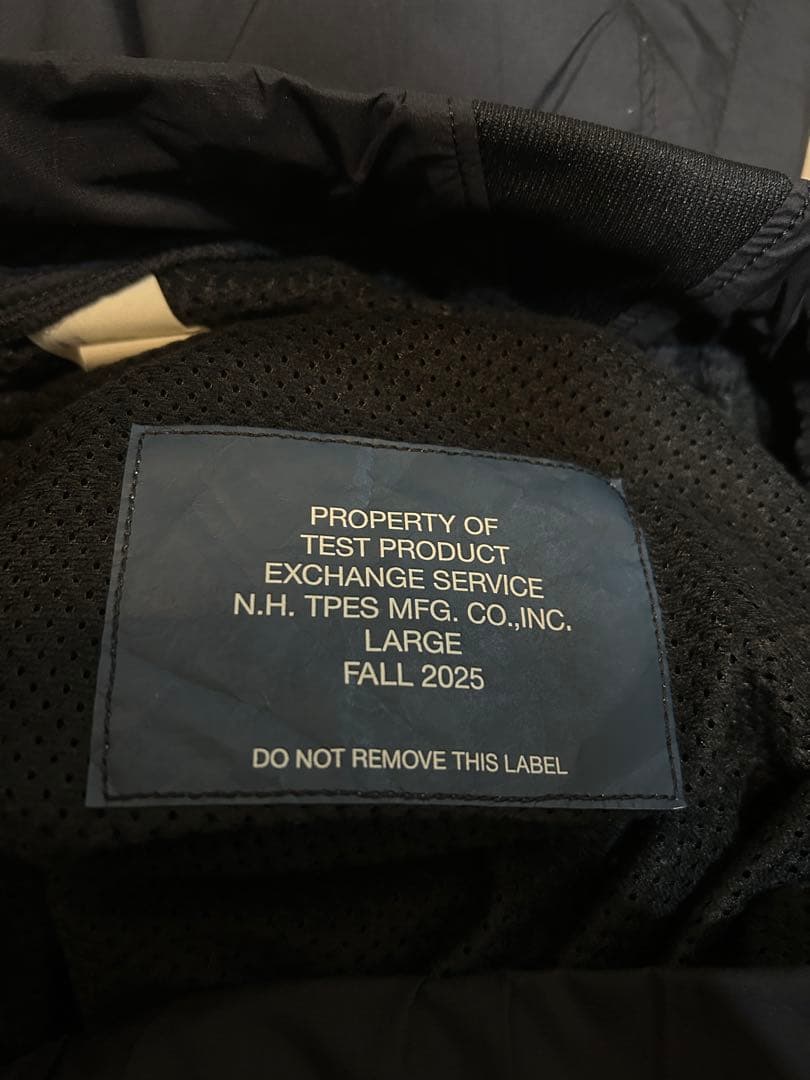 PROPERTY OF
TEST PRODUCT
EXCHANGE SERVICE
N.H. TPES MFG. CO.,INC.
LARGE
FALL 2025
DO NOT REMOVE THIS LABEL